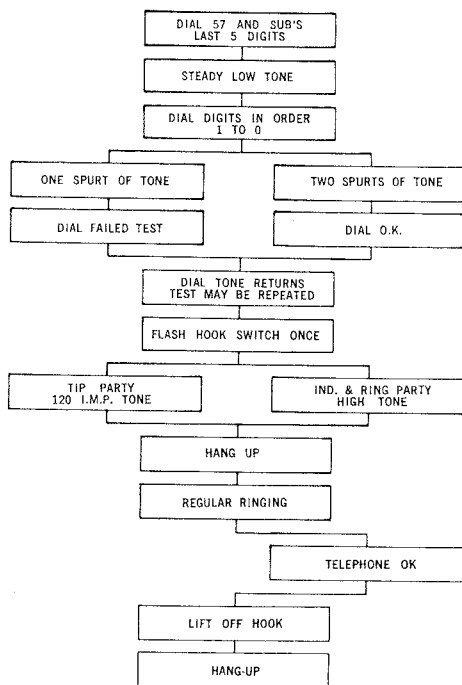 DIAL 57 AND SUB'S
LAST 5 DIGITS
STEADY LOW TONE
DIAL DIGITS IN ORDER
1 TO 0
ONE SPURT OF TONE
TWO SPURTS OF TONE
DIAL FAILED TEST
DIAL O.K.
DIAL TONE RETURNS
TEST MAY BE REPEATED
FLASH HOOK SWITCH ONCE
TIP PARTY
120 I.M.P. TONE
IND. & RING PARTY
HIGH TONE
HANG UP
REGULAR RINGING
TELEPHONE OK
LIFT OFF HOOK
HANG-UP